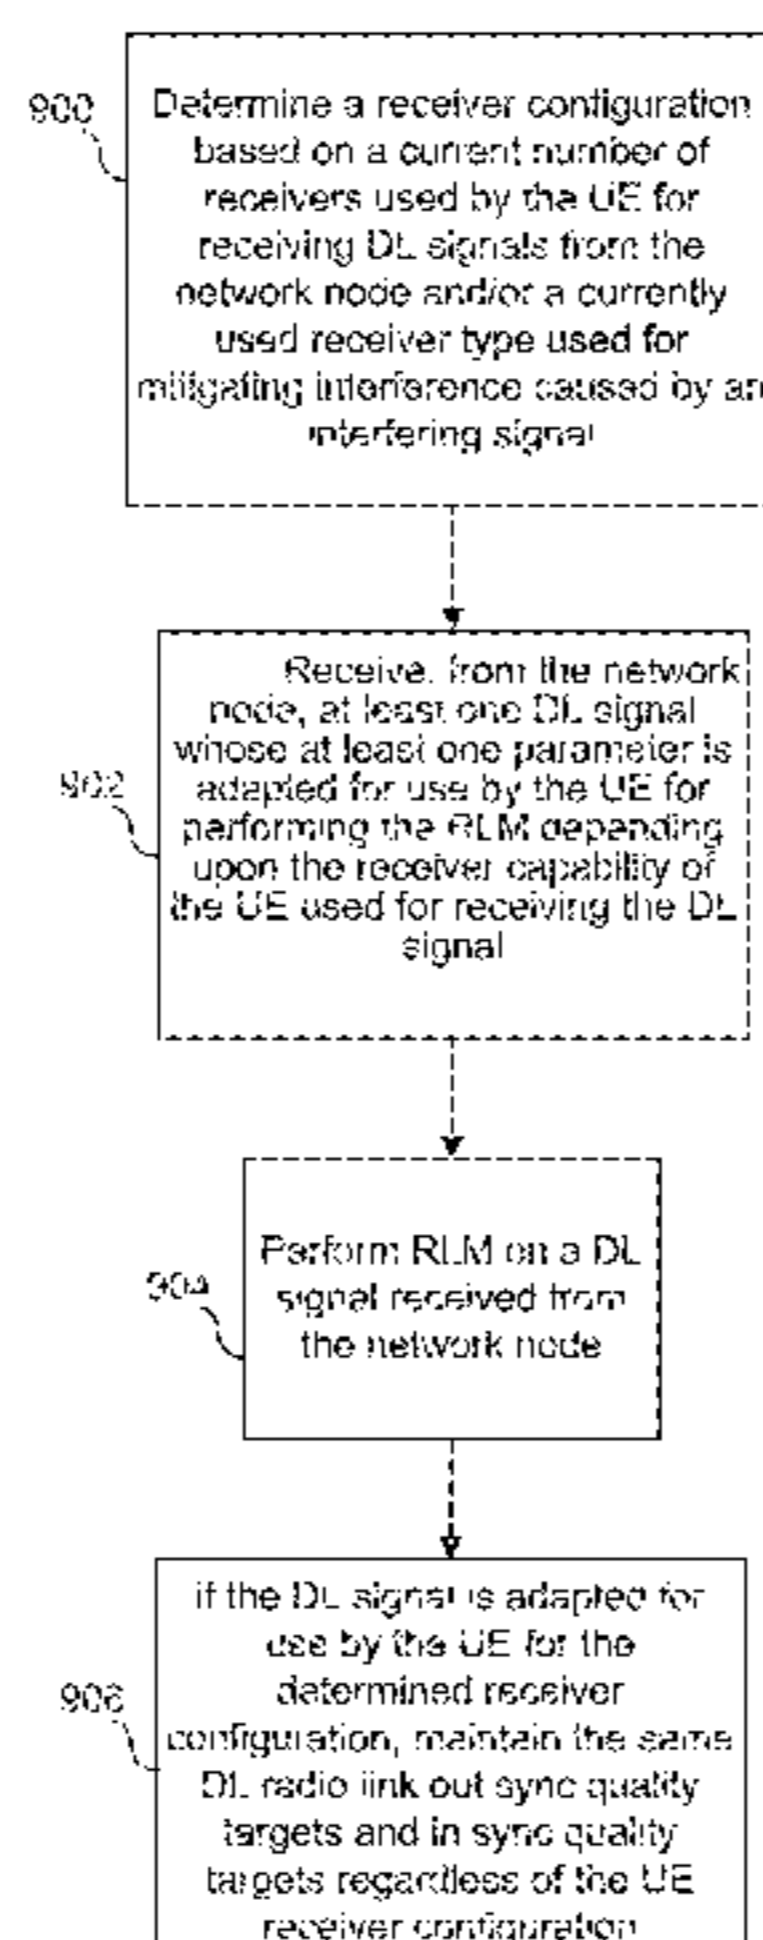 900
Determine a receiver configuration
based on a current number of
receivers used by the UE for
receiving DL signals from the
network node and/or a currently
used receiver type used for
mitigating interference caused by an
interfering signal
902
Receive, from the network
node, at least one DL signal
whose at least one parameter is
adapted for use by the UE for
performing the RLM depending
upon the receiver capability of
the UE used for receiving the DL
signal
904
Perform RLM on a DL
signal received from
the network node
906
if the DL signal is adapted for
use by the UE for the
determined receiver
configuration, maintain the same
DL radio link out sync quality
targets and in sync quality
targets regardless of the UE
receiver configuration